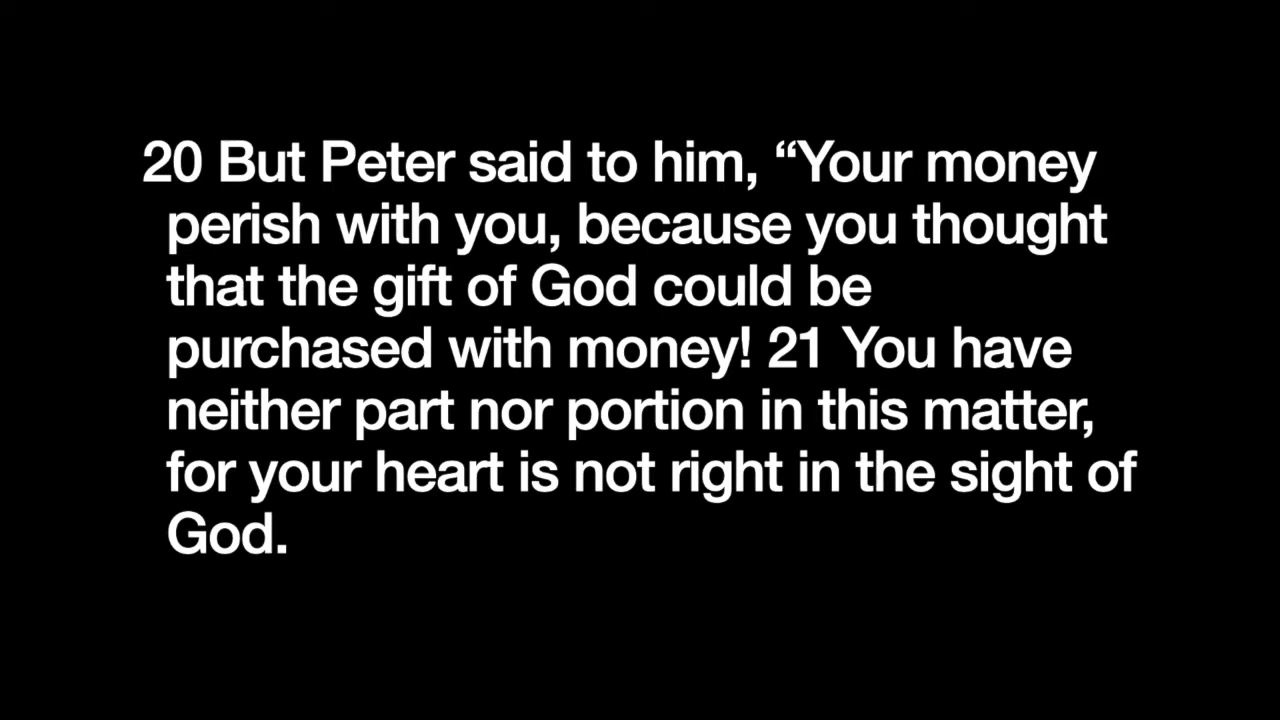 20 But Peter said to him, “Your money
perish with you, because you thought
that the gift of God could be
purchased with money! 21 You have
neither part nor portion in this matter,
for your heart is not right in the sight of
God.